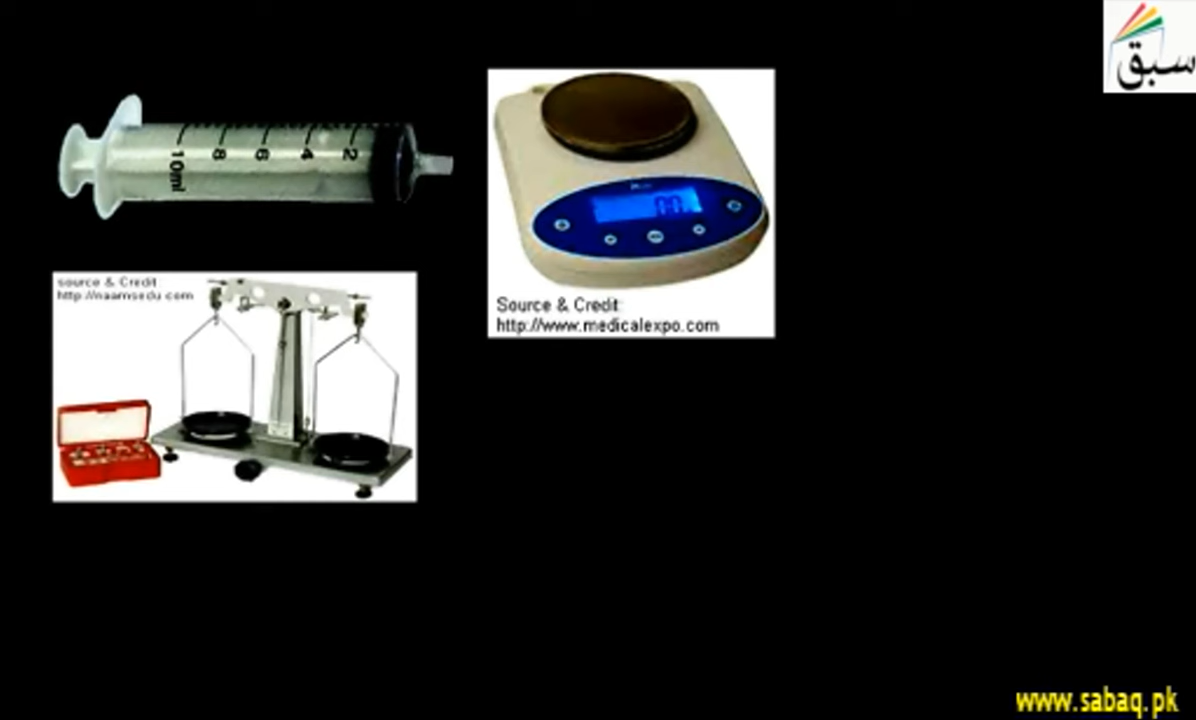 سبق
10ml 8 6 4 2
Source & Credit:
http://www.medicalexpo.com
source & Credit
http://naamsedu.com
www.sabaq.pk